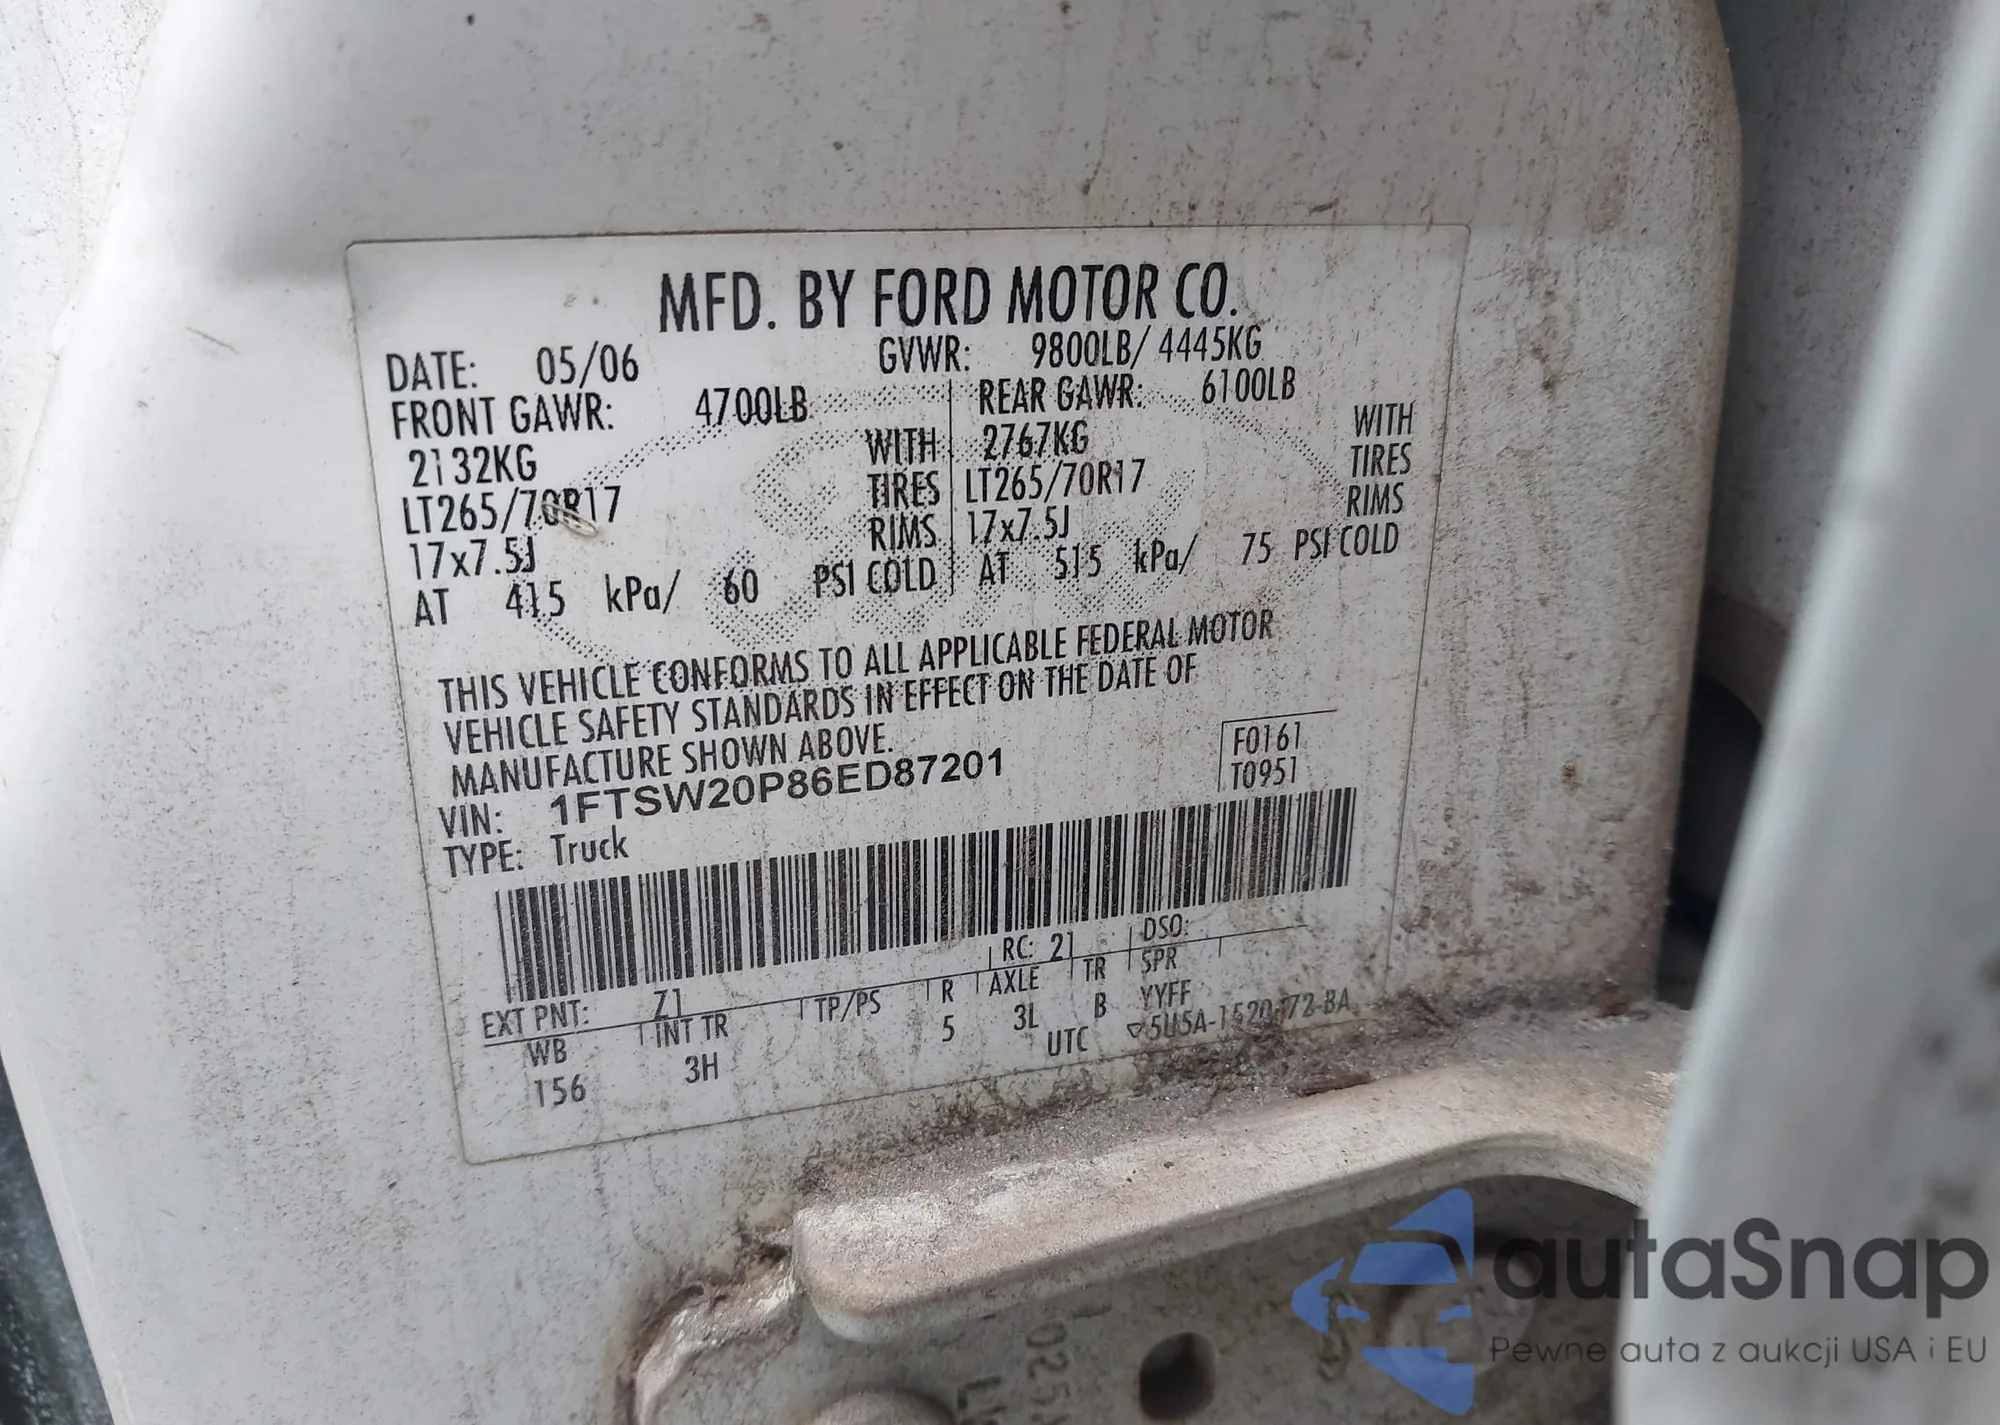 MFD. BY FORD MOTOR CO.
DATE: 05/06 GVWR: 9800LB/ 4445KG
FRONT GAWR: 4700LB REAR GAWR: 6100LB
2132KG WITH 2767KG WITH
LT265/70R17 TIRES LT265/70R17 TIRES
17x7.5J RIMS 17x7.5J RIMS
AT 415 kPa/ 60 PSI COLD AT 515 kPa/ 75 PSI COLD
THIS VEHICLE CONFORMS TO ALL APPLICABLE FEDERAL MOTOR
VEHICLE SAFETY STANDARDS IN EFFECT ON THE DATE OF
MANUFACTURE SHOWN ABOVE.
VIN: 1FTSW20P86ED87201
F0161
T0951
TYPE: Truck
EXT PNT: Z1 RC: 21 DSO:
WB INT TR TP/PS R AXLE TR SPR
156 3H 5 3L B YYFF
UTC
autaSnap
Pewne auta z aukcji USA i EU